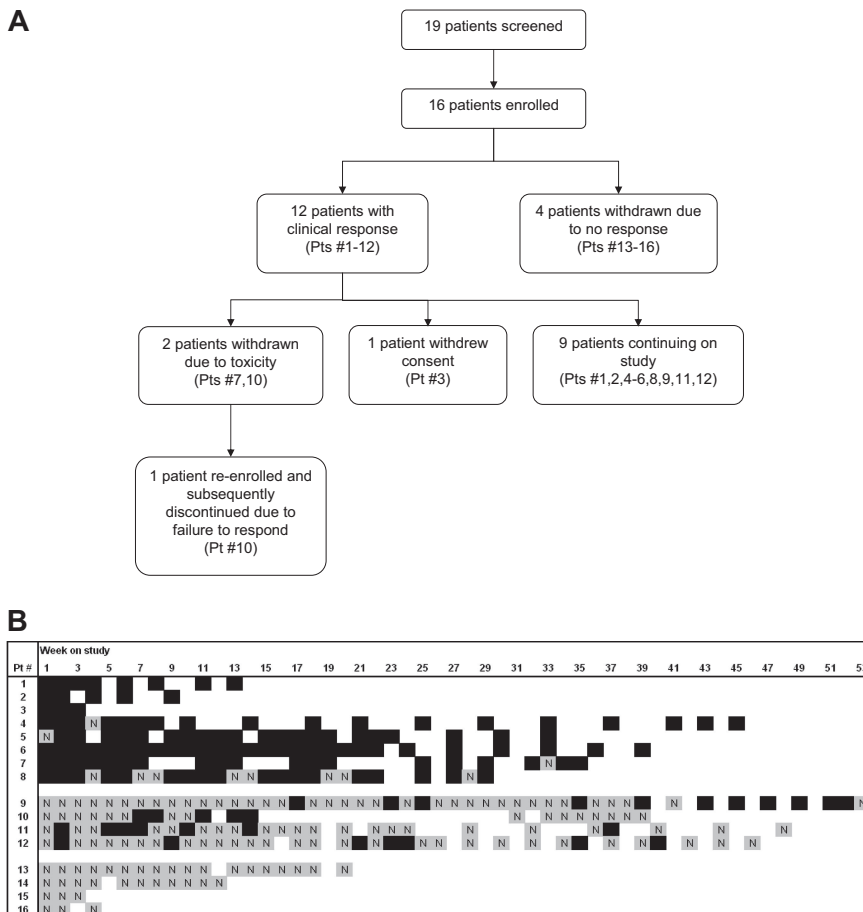 A
19 patients screened
16 patients enrolled
12 patients with
clinical response
(Pts #1-12)
4 patients withdrawn due
to no response
(Pts #13-16)
2 patients withdrawn
due to toxicity
(Pts #7,10)
1 patient withdrew
consent
(Pt #3)
9 patients continuing on
study
(Pts #1,2,4-6,8,9,11,12)
1 patient re-enrolled and
subsequently
discontinued due to
failure to respond
(Pt #10)
B
Week on study
Pt # 1 3 5 7 9 11 13 15 17 19 21 23 25 27 29 31 33 35 37 39 41 43 45 47 49 51 53
1
2
3
4 N
5 N
6
7 N
8 N N N N N N N N
9 N N N N N N N N N N N N N N N N N N N N N N N N N N N N N N N N N N N N
10 N N N N N N N N N N N N N N N N
11 N N N N N N N N N N N N N N N N N N N N N N
12 N N N N N N N N N N N N N N N N N N N N N N N N N N N N
13 N N N N N N N N N N N N N N N N N N
14 N N N N N N N N N N N
15 N N N
16 N N N